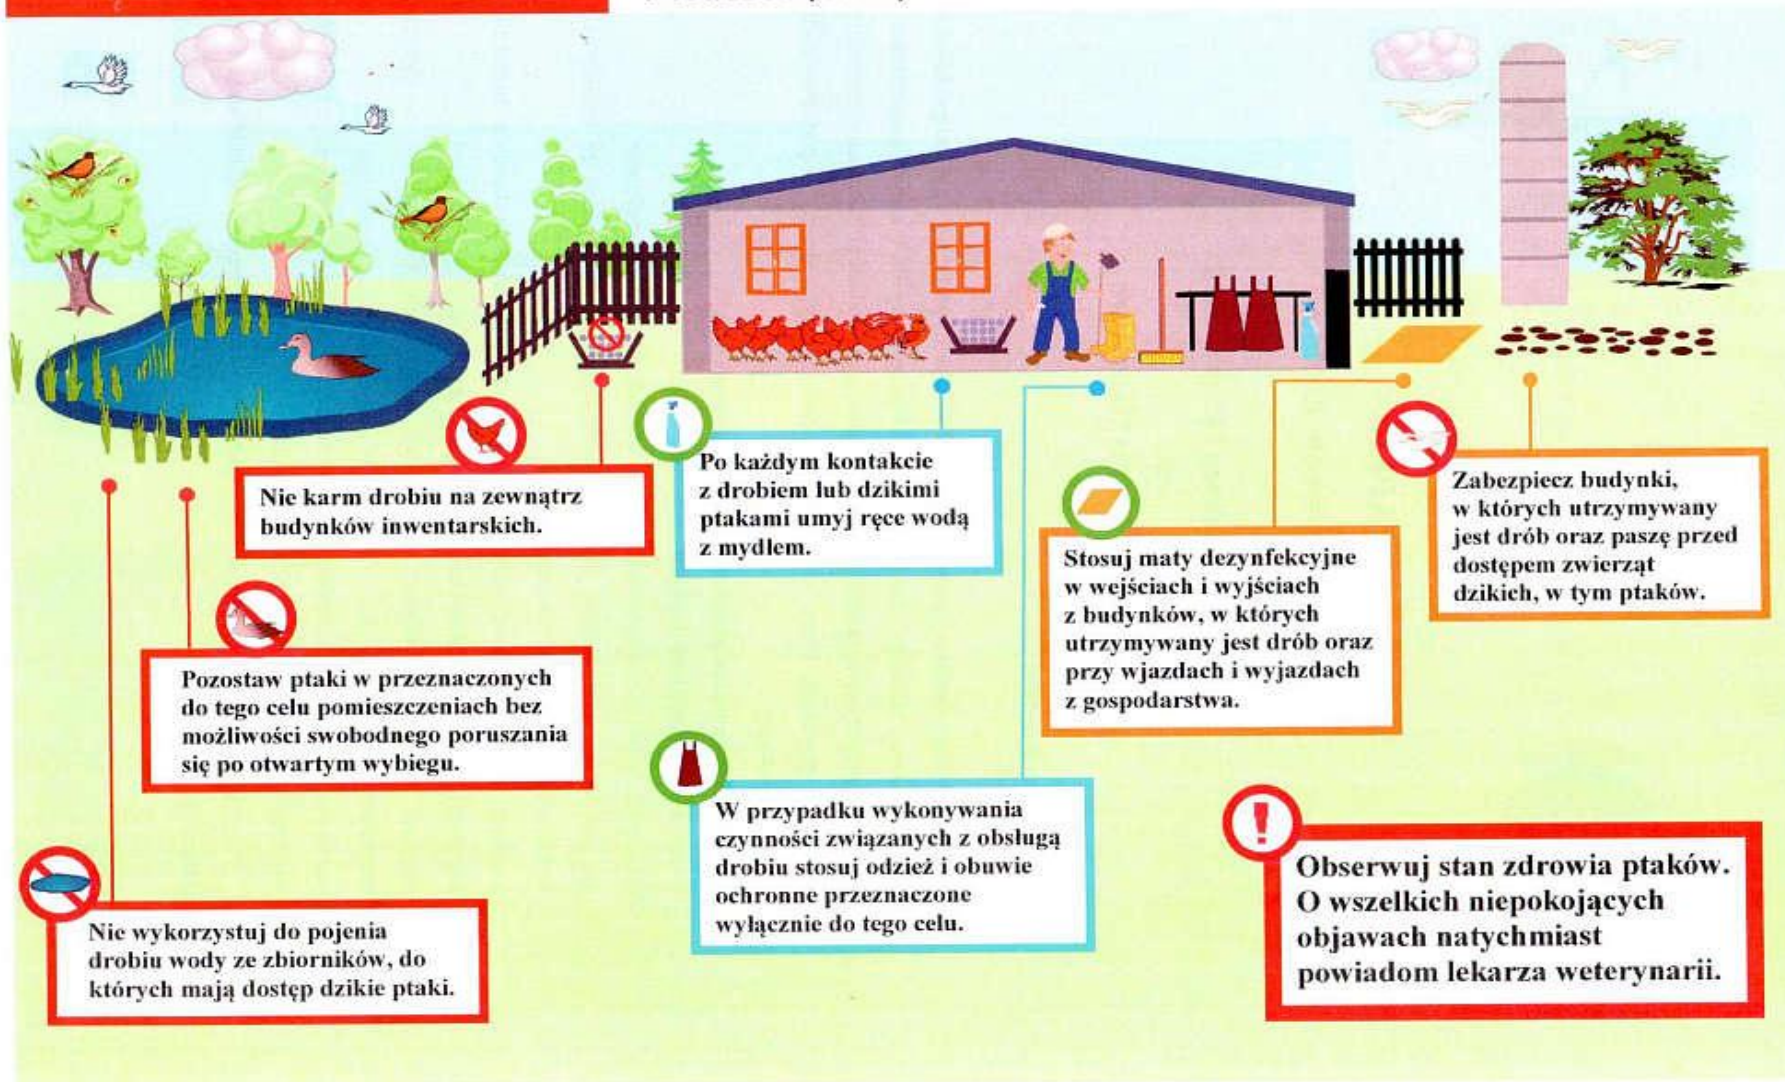 Nie karm drobiu na zewnątrz
budynków inwentarskich.
Po każdym kontakcie
z drobiem lub dzikimi
ptakami umyj ręce wodą
z mydłem.
Stosuj maty dezynfekcyjne
w wejściach i wyjściach
z budynków, w których
utrzymywany jest drób oraz
przy wjazdach i wyjazdach
z gospodarstwa.
Zabezpiecz budynki,
w których utrzymywany
jest drób oraz paszę przed
dostępem zwierząt
dzikich, w tym ptaków.
Pozostaw ptaki w przeznaczonych
do tego celu pomieszczeniach bez
możliwości swobodnego poruszania
się po otwartym wybiegu.
W przypadku wykonywania
czynności związanych z obsługą
drobiu stosuj odzież i obuwie
ochronne przeznaczone
wyłącznie do tego celu.
Nie wykorzystuj do pojenia
drobiu wody ze zbiorników, do
których mają dostęp dzikie ptaki.
!
Obserwuj stan zdrowia ptaków.
O wszelkich niepokojących
objawach natychmiast
powiadom lekarza weterynarii.